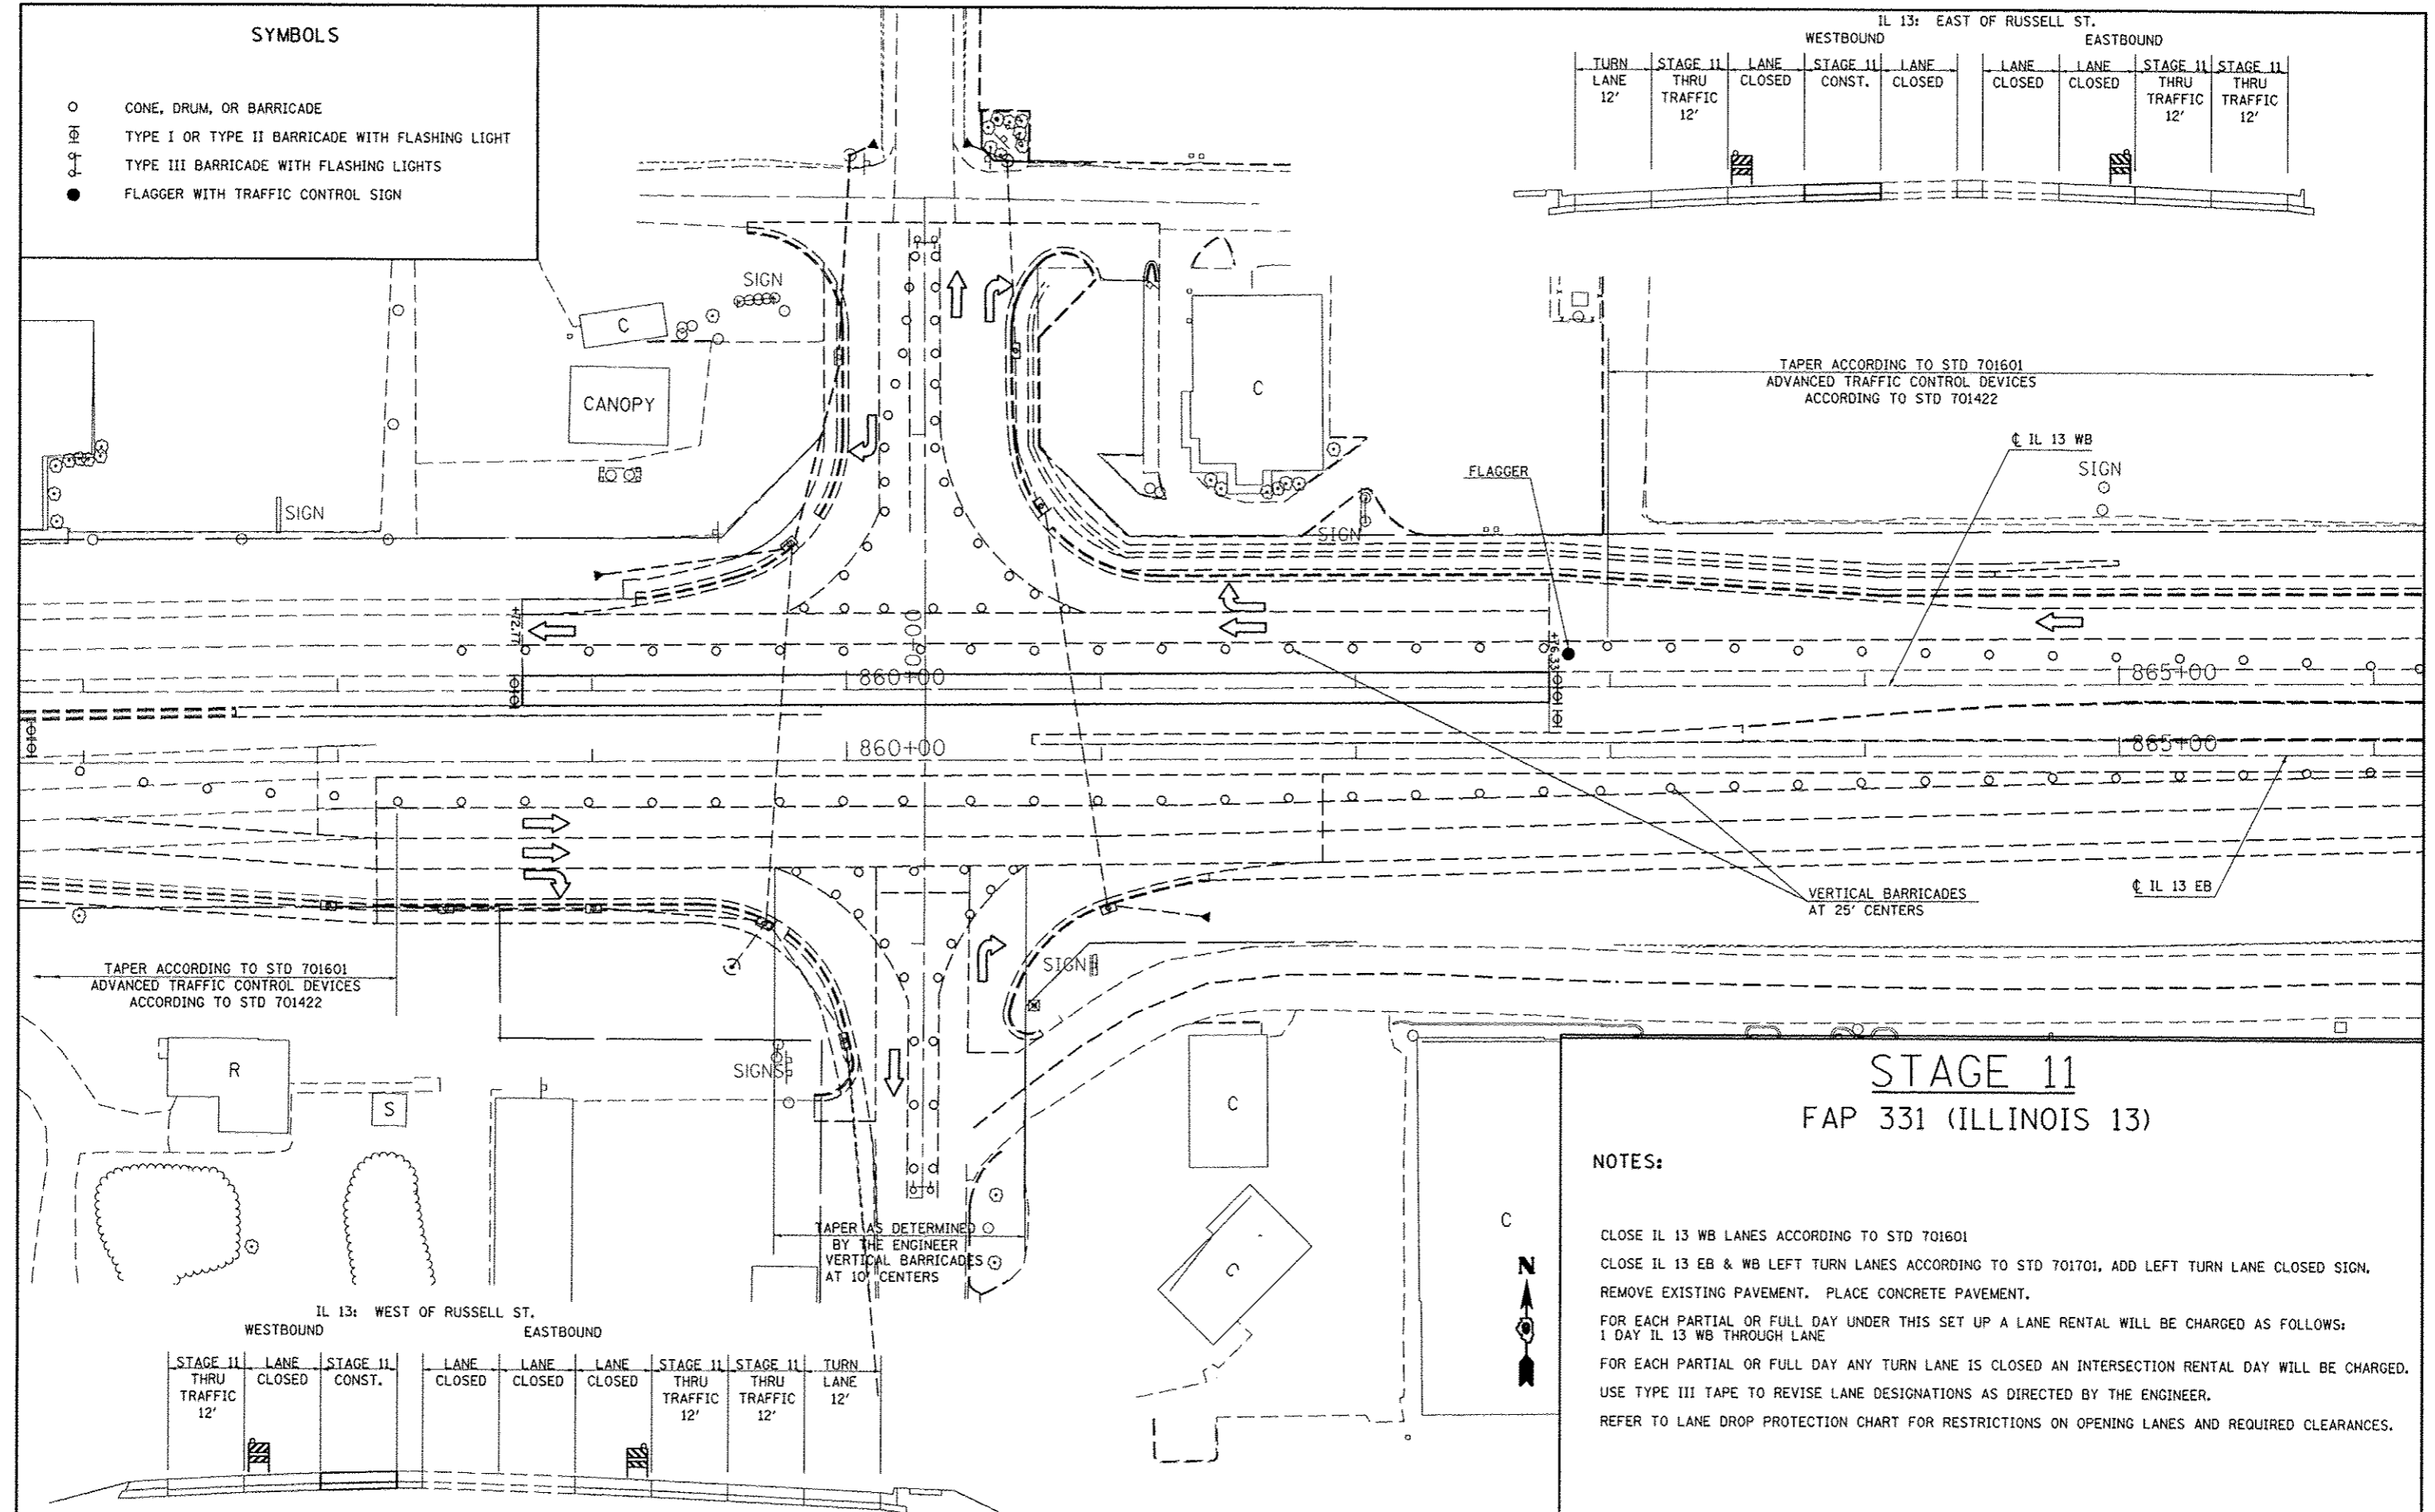 SYMBOLS
CONE, DRUM, OR BARRICADE
TYPE I OR TYPE II BARRICADE WITH FLASHING LIGHT
TYPE III BARRICADE WITH FLASHING LIGHTS
FLAGGER WITH TRAFFIC CONTROL SIGN
IL 13: EAST OF RUSSELL ST.
WESTBOUND EASTBOUND
TURN LANE 12'
STAGE 11 THRU TRAFFIC 12'
LANE CLOSED
STAGE 11 CONST.
LANE CLOSED
LANE CLOSED
LANE CLOSED
STAGE 11 THRU TRAFFIC 12'
STAGE 11 THRU TRAFFIC 12'
SIGN
C
CANOPY
C
SIGN
TAPER ACCORDING TO STD 701601
ADVANCED TRAFFIC CONTROL DEVICES
ACCORDING TO STD 701422
℄ IL 13 WB
SIGN
FLAGGER
SIGN
+72.77
0+00
860+00
865+00
860+00
865+00
VERTICAL BARRICADES
AT 25' CENTERS
℄ IL 13 EB
TAPER ACCORDING TO STD 701601
ADVANCED TRAFFIC CONTROL DEVICES
ACCORDING TO STD 701422
SIGN
R
S
SIGNS
C
C
C
TAPER AS DETERMINED
BY THE ENGINEER
VERTICAL BARRICADES
AT 10' CENTERS
IL 13: WEST OF RUSSELL ST.
WESTBOUND EASTBOUND
STAGE 11 THRU TRAFFIC 12'
LANE CLOSED
STAGE 11 CONST.
LANE CLOSED
LANE CLOSED
LANE CLOSED
STAGE 11 THRU TRAFFIC 12'
STAGE 11 THRU TRAFFIC 12'
TURN LANE 12'
N
STAGE 11
FAP 331 (ILLINOIS 13)
NOTES:
CLOSE IL 13 WB LANES ACCORDING TO STD 701601
CLOSE IL 13 EB & WB LEFT TURN LANES ACCORDING TO STD 701701, ADD LEFT TURN LANE CLOSED SIGN.
REMOVE EXISTING PAVEMENT. PLACE CONCRETE PAVEMENT.
FOR EACH PARTIAL OR FULL DAY UNDER THIS SET UP A LANE RENTAL WILL BE CHARGED AS FOLLOWS:
1 DAY IL 13 WB THROUGH LANE
FOR EACH PARTIAL OR FULL DAY ANY TURN LANE IS CLOSED AN INTERSECTION RENTAL DAY WILL BE CHARGED.
USE TYPE III TAPE TO REVISE LANE DESIGNATIONS AS DIRECTED BY THE ENGINEER.
REFER TO LANE DROP PROTECTION CHART FOR RESTRICTIONS ON OPENING LANES AND REQUIRED CLEARANCES.